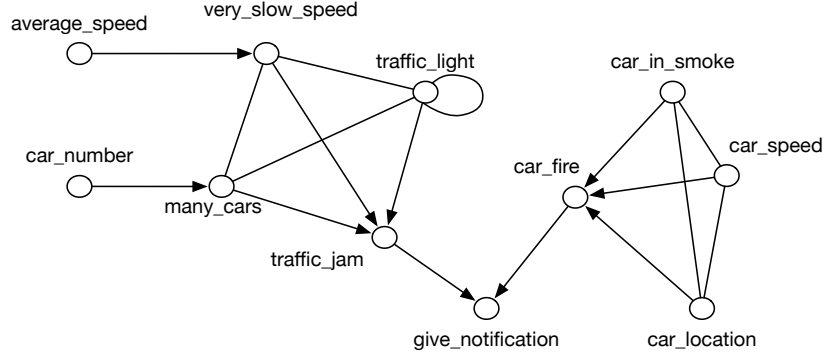 very_slow_speed
average_speed
traffic_light
car_in_smoke
car_number
car_speed
car_fire
many_cars
traffic_jam
give_notification
car_location